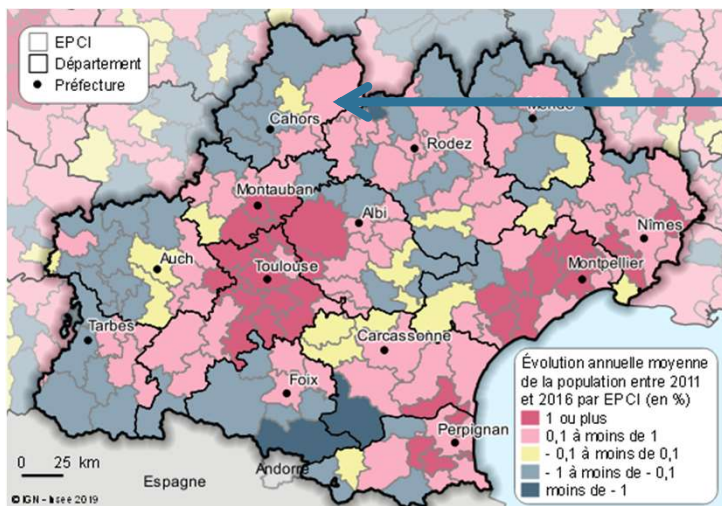 EPCI
Département
Préfecture
Cahors
Mende
Rodez
Montauban
Albi
Nîmes
Auch
Toulouse
Montpellier
Tarbes
Carcassonne
Foix
Perpignan
Évolution annuelle moyenne
de la population entre 2011
et 2016 par EPCI (en %)
1 ou plus
0,1 à moins de 1
- 0,1 à moins de 0,1
- 1 à moins de - 0,1
moins de - 1
0 25 km
Andorre
Espagne
© IGN - Insee 2019